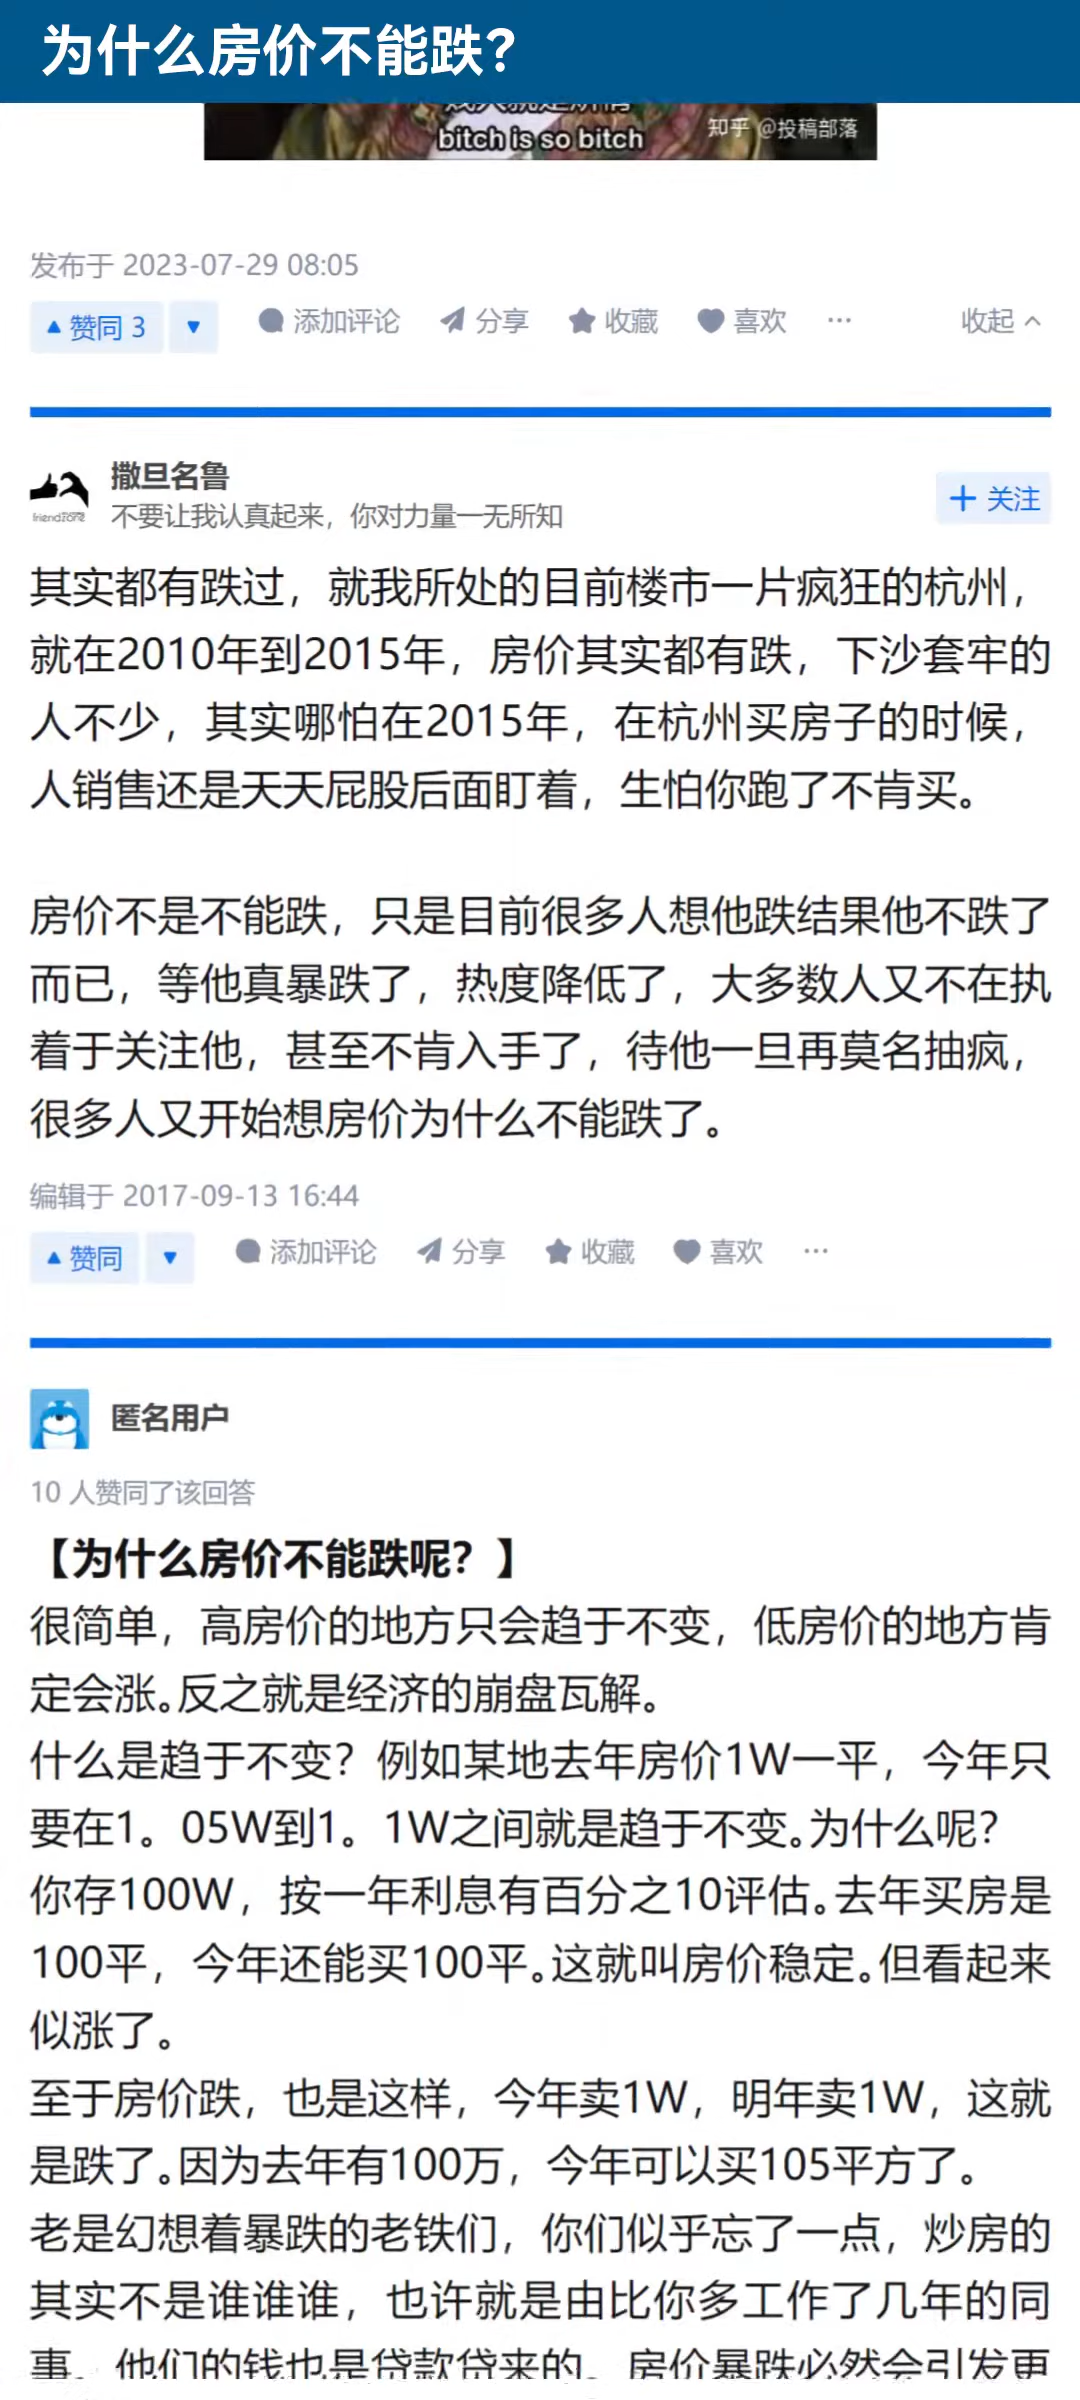 为什么房价不能跌？
bitch is so bitch
知乎 @投稿部落
发布于 2023-07-29 08:05
赞同 3
添加评论
分享
收藏
喜欢
···
收起
撒旦名鲁
friendzone
不要让我认真起来，你对力量一无所知
+ 关注
其实都有跌过，就我所处的目前楼市一片疯狂的杭州，
就在2010年到2015年，房价其实都有跌，下沙套牢的
人不少，其实哪怕在2015年，在杭州买房子的时候，
人销售还是天天屁股后面盯着，生怕你跑了不肯买。
房价不是不能跌，只是目前很多人想他跌结果他不跌了
而已，等他真暴跌了，热度降低了，大多数人又不在执
着于关注他，甚至不肯入手了，待他一旦再莫名抽疯，
很多人又开始想房价为什么不能跌了。
编辑于 2017-09-13 16:44
赞同
添加评论
分享
收藏
喜欢
···
匿名用户
10 人赞同了该回答
【为什么房价不能跌呢？】
很简单，高房价的地方只会趋于不变，低房价的地方肯
定会涨。反之就是经济的崩盘瓦解。
什么是趋于不变？例如某地去年房价1W一平，今年只
要在1。05W到1。1W之间就是趋于不变。为什么呢？
你存100W，按一年利息有百分之10评估。去年买房是
100平，今年还能买100平。这就叫房价稳定。但看起来
似涨了。
至于房价跌，也是这样，今年卖1W，明年卖1W，这就
是跌了。因为去年有100万，今年可以买105平方了。
老是幻想着暴跌的老铁们，你们似乎忘了一点，炒房的
其实不是谁谁谁，也许就是由比你多工作了几年的同
事，他们的钱也是贷款贷来的。房价暴跌必然会引发更